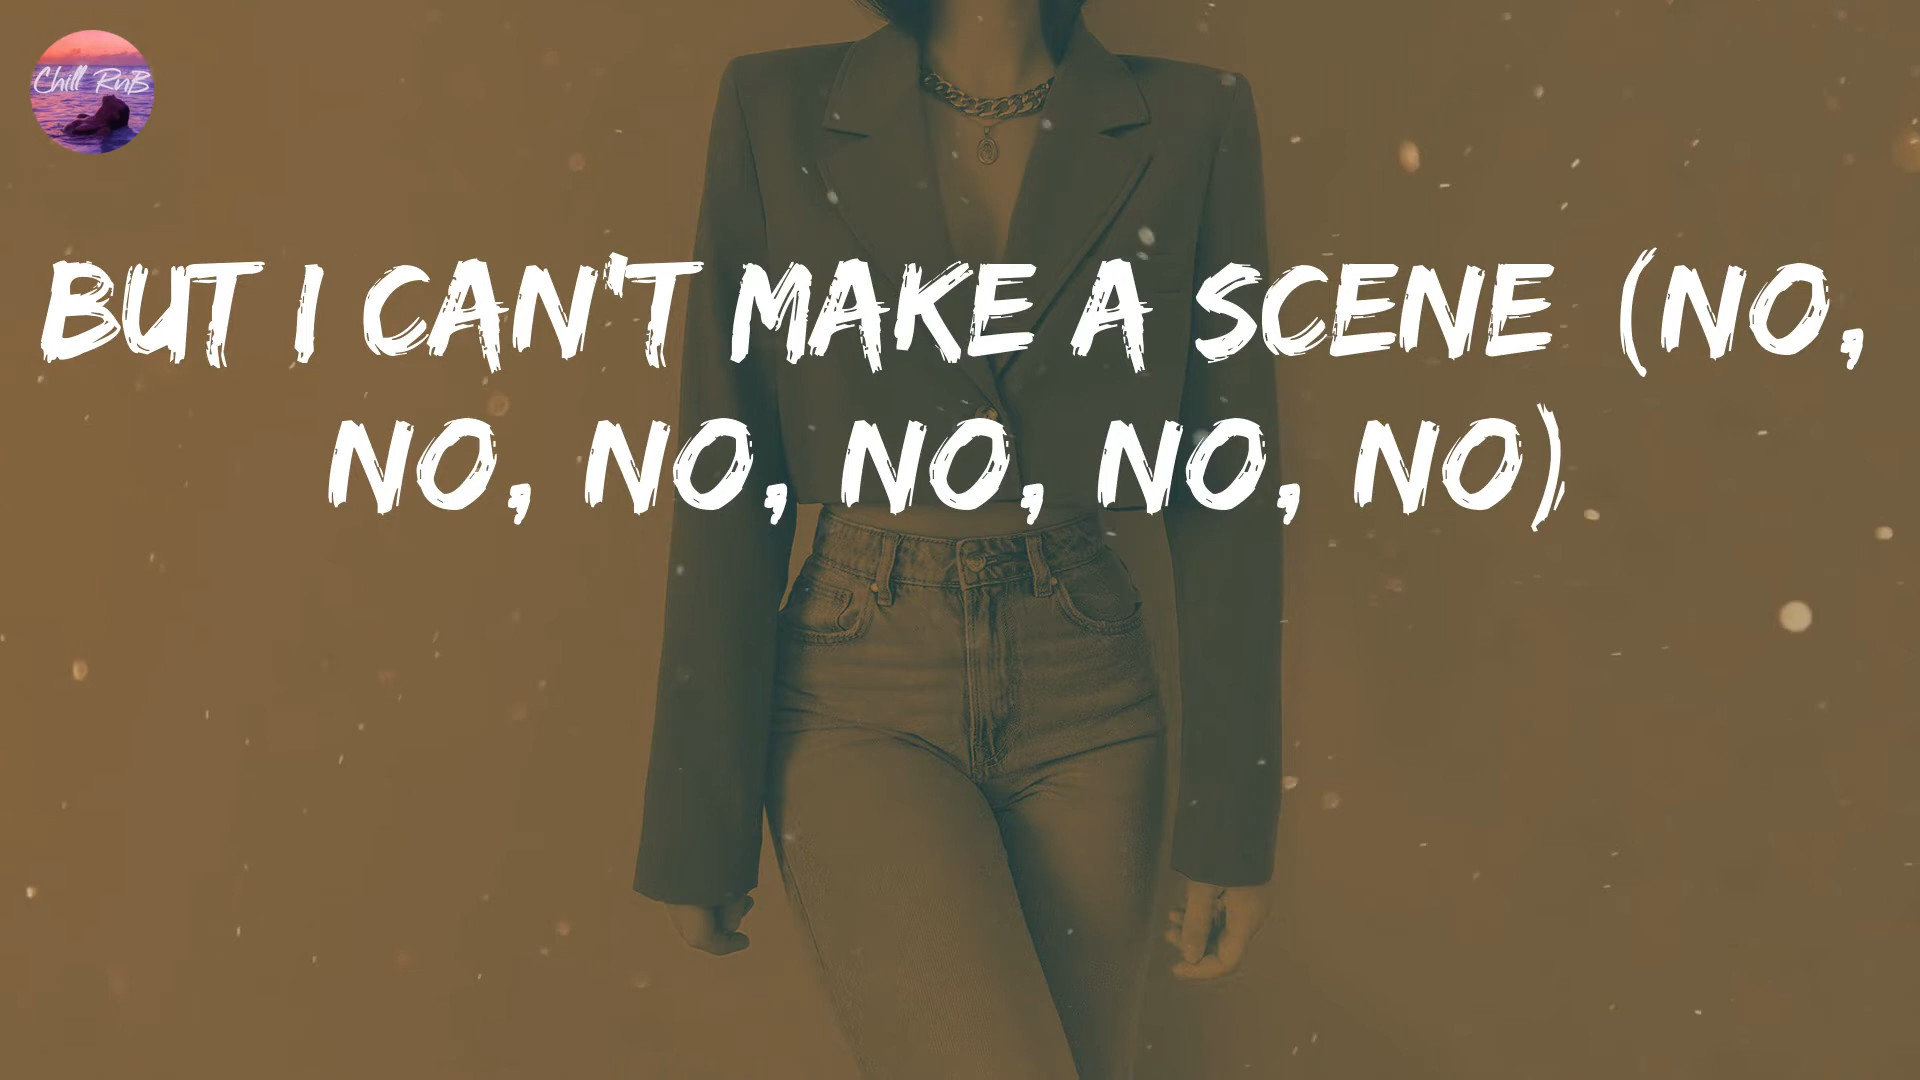 Chill RnB
BUT I CAN'T MAKE A SCENE (NO,
NO, NO, NO, NO, NO)